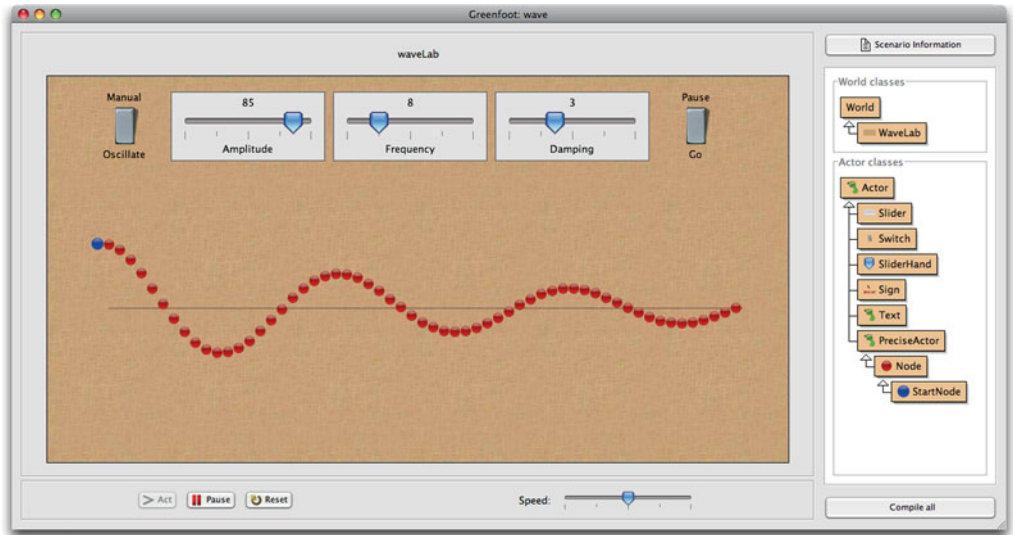 Greenfoot: wave
waveLab
Scenario Information
Manual
Oscillate
85
Amplitude
8
Frequency
3
Damping
Pause
Go
World classes
World
WaveLab
Actor classes
Actor
Slider
Switch
SliderHand
Sign
Text
PreciseActor
Node
StartNode
> Act
Pause
Reset
Speed:
Compile all